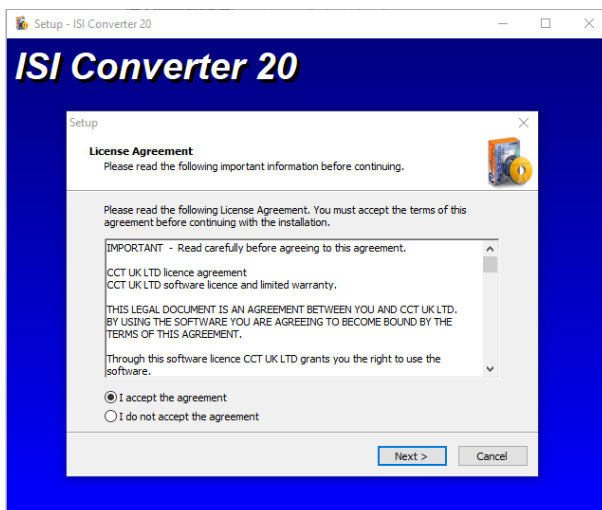 Setup - ISI Converter 20
ISI Converter 20
Setup
License Agreement
Please read the following important information before continuing.
Please read the following License Agreement. You must accept the terms of this
agreement before continuing with the installation.
IMPORTANT - Read carefully before agreeing to this agreement.
CCT UK LTD licence agreement
CCT UK LTD software licence and limited warranty.
THIS LEGAL DOCUMENT IS AN AGREEMENT BETWEEN YOU AND CCT UK LTD.
BY USING THE SOFTWARE YOU ARE AGREEING TO BECOME BOUND BY THE
TERMS OF THIS AGREEMENT.
Through this software licence CCT UK LTD grants you the right to use the
software.
I accept the agreement
I do not accept the agreement
Next >
Cancel